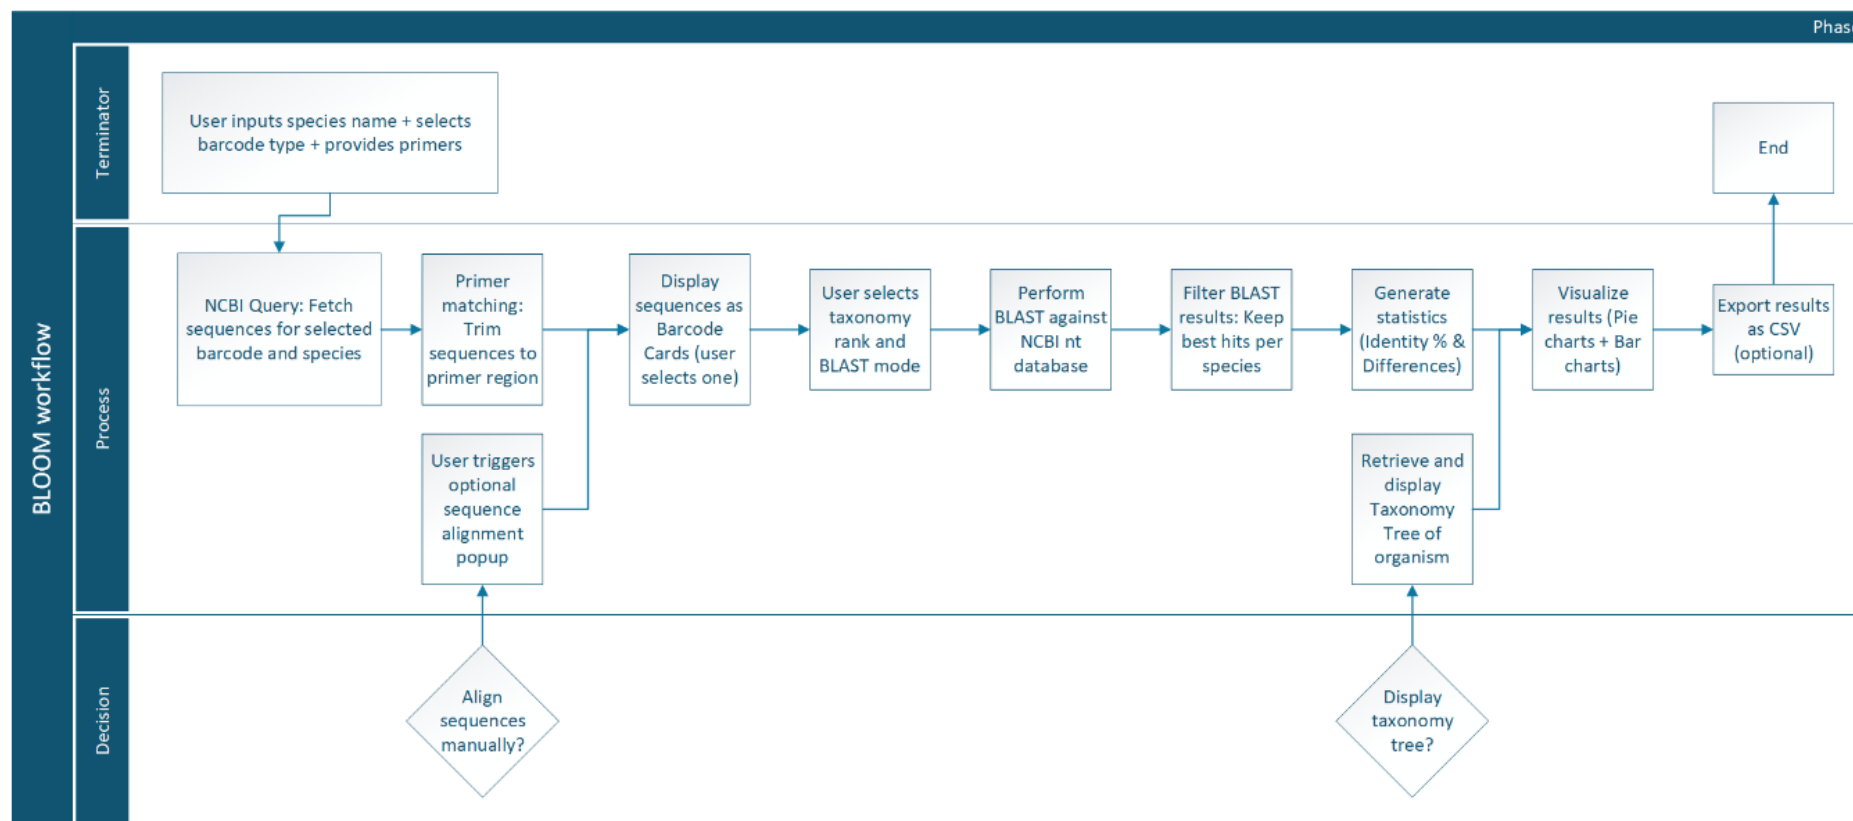 Phase
BLOOM workflow
Terminator
User inputs species name + selects
barcode type + provides primers
End
Process
NCBI Query: Fetch
sequences for selected
barcode and species
Primer
matching:
Trim
sequences to
primer region
Display
sequences as
Barcode
Cards (user
selects one)
User selects
taxonomy
rank and
BLAST mode
Perform
BLAST against
NCBI nt
database
Filter BLAST
results: Keep
best hits per
species
Generate
statistics
(Identity % &
Differences)
Visualize
results (Pie
charts + Bar
charts)
Export results
as CSV
(optional)
User triggers
optional
sequence
alignment
popup
Retrieve and
display
Taxonomy
Tree of
organism
Decision
Align
sequences
manually?
Display
taxonomy
tree?